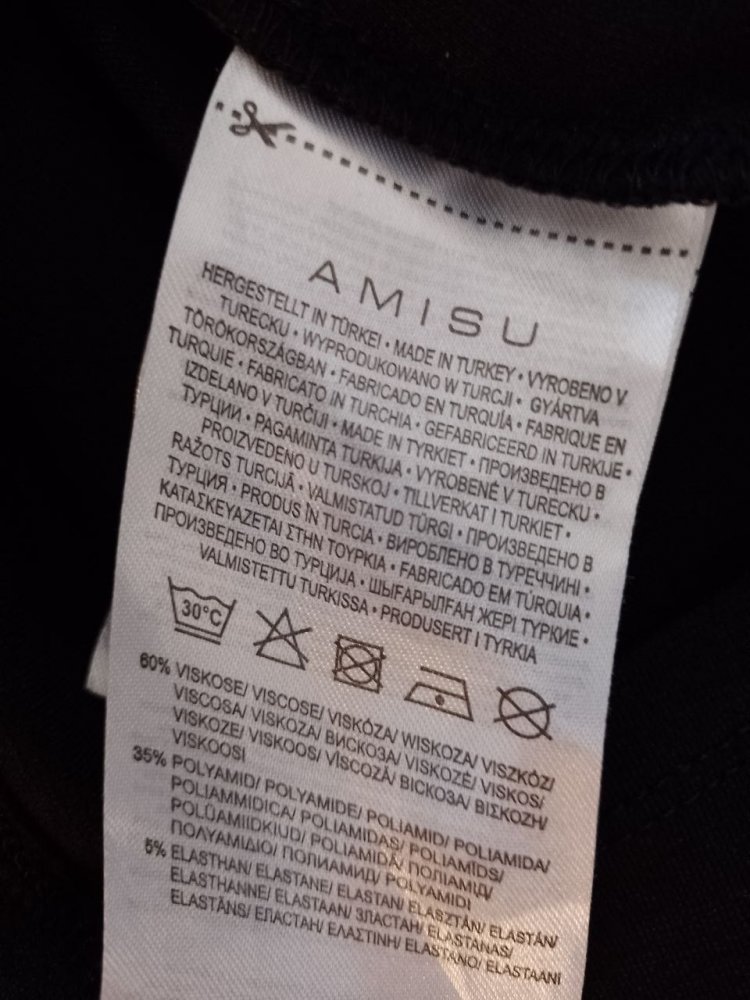 AMISU
HERGESTELLT IN TÜRKEI • MADE IN TURKEY • VYROBENO V
TURECKU • WYPRODUKOWANO W TURCJI • GYÁRTVA
TÖRÖKORSZÁGBAN • FABRICADO EN TURQUÍA • FABRIQUE EN
TURQUIE • FABRICATO IN TURCHIA • GEFABRICEERD IN TURKIJE •
IZDELANO V TURČIJI • MADE IN TYRKIET • ПРОИЗВЕДЕНО В
ТУРЦИИ • PAGAMINTA TURKIJA • VYROBENÉ V TURECKU •
PROIZVEDENO U TURSKOJ • TILLVERKAT I TURKIET •
RAŽOTS TURCIJĀ • VALMISTATUD TÜRGI • ПРОИЗВЕДЕНО В
ТУРЦИЯ • PRODUS ÎN TURCIA • ВИРОБЛЕНО В ТУРЕЧЧИНІ •
ΚΑΤΑΣΚΕΥΑΖΕΤΑΙ ΣΤΗΝ ΤΟΥΡΚΙΑ • FABRICADO EM TÚRQUIA •
ПРОИЗВЕДЕНО ВО ТУРЦИЈА • ШЫҒАРЫЛҒАН ЖЕРІ ТҮРКИЕ •
VALMISTETTU TURKISSA • PRODUSERT I TYRKIA
30°C
60% VISKOSE/ VISCOSE/ VISKÓZA/ WISKOZA/ VISZKÓZ/
VISCOSA/ VISKOZA/ ВИСКОЗА/ VISKOZĖ/ VISKOS/
VISKOZE/ VISKOOS/ VÎSCOZĂ/ ВІСКОЗА/ ΒΙΣΚΟΖΗ/
VISKOOSI
35% POLYAMID/ POLYAMIDE/ POLIAMID/ POLIAMIDA/
POLIAMMIDICA/ POLIAMIDAS/ POLIAMĪDS/
POLÜAMIIDKIUD/ POLIAMIDĂ/ ПОЛІАМІД/
ΠΟΛΥΑΜΙΔΙΟ/ ПОЛИАМИД/ POLYAMIDI
5% ELASTHAN/ ELASTANE/ ELASTAN/ ELASZTÁN/ ELASTÁN/
ELASTHANNE/ ELASTAAN/ ЭЛАСТАН/ ELASTANAS/
ELASTĀNS/ ЕЛАСТАН/ ΕΛΑΣΤΙΝΗ/ ELASTANO/ ELASTAANI